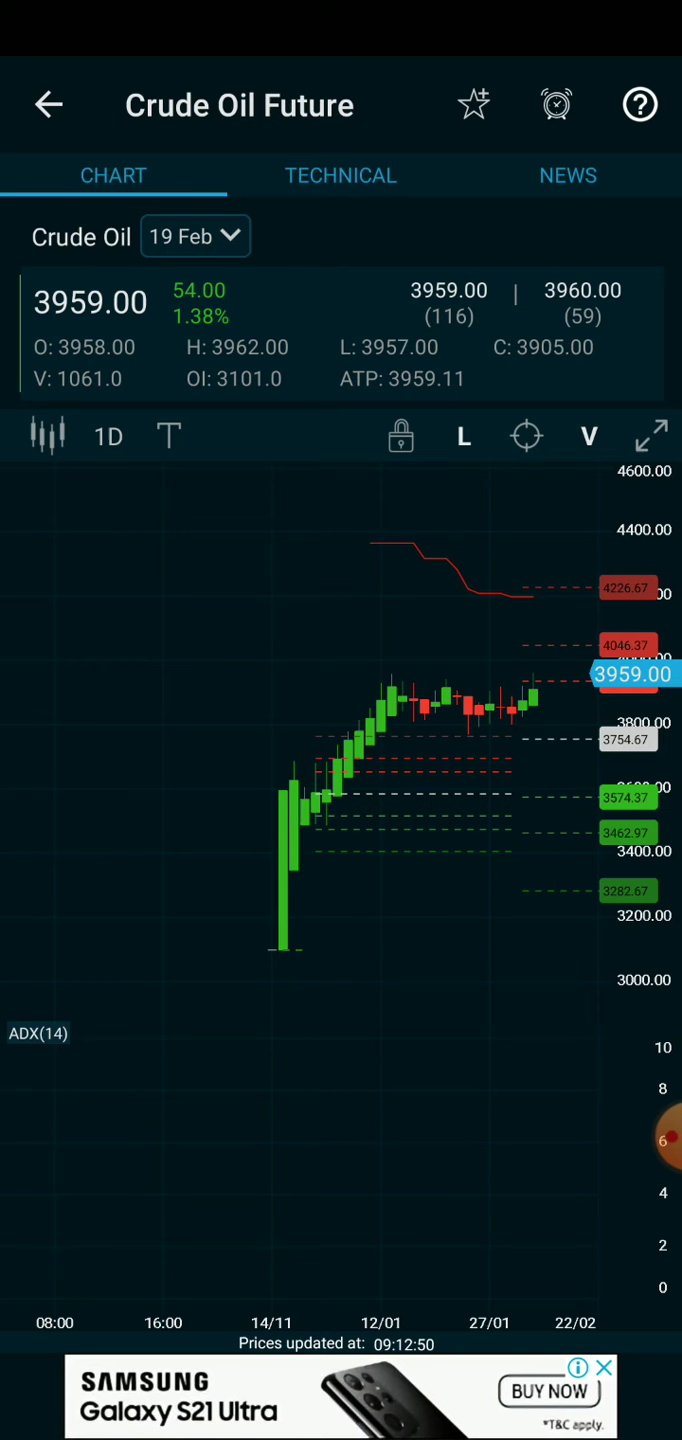 Crude Oil Future
CHART TECHNICAL NEWS
Crude Oil 19 Feb
3959.00 54.00 1.38% 3959.00 (116) | 3960.00 (59)
O: 3958.00 H: 3962.00 L: 3957.00 C: 3905.00
V: 1061.0 OI: 3101.0 ATP: 3959.11
1D T L V
4600.00
4400.00
4226.67
4046.37
3959.00
3800.00
3754.67
3574.37
3462.97
3400.00
3282.67
3200.00
3000.00
ADX(14)
10
8
6
4
2
0
08:00 16:00 14/11 12/01 27/01 22/02
Prices updated at: 09:12:50
SAMSUNG
Galaxy S21 Ultra
BUY NOW
*T&C apply.